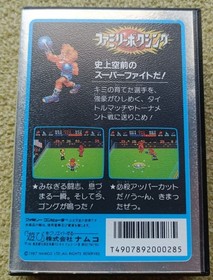 ファミリーボクシング
史上空前の
スーパーファイトだ!
キミの育てた選手を、
強豪がひしめく、タイ
トルマッチやトーナメ
ント戦に送りこめ!
★みなぎる闘志、息づ
まる一瞬。そして今、
ゴングが鳴った!
必殺アッパーカット
だ!う〜ん、きまっ
た。
株式会社ナムコ
T4907892000285